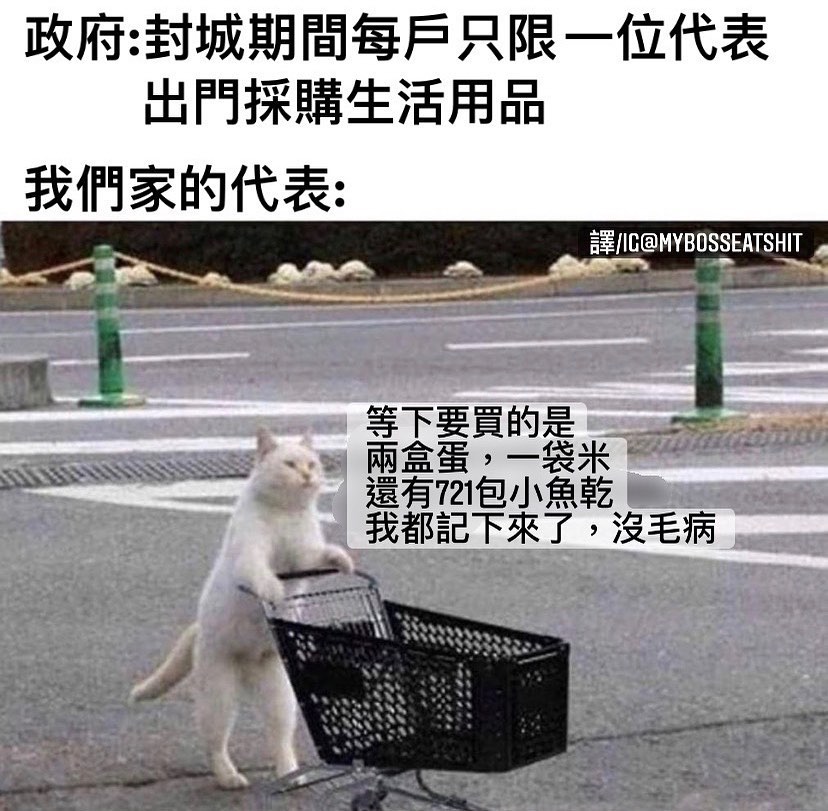 政府:封城期間每戶只限一位代表
出門採購生活用品
我們家的代表:
譯/IG@MYBOSSEATSHIT
等下要買的是
兩盒蛋，一袋米
還有721包小魚乾
我都記下來了，沒毛病